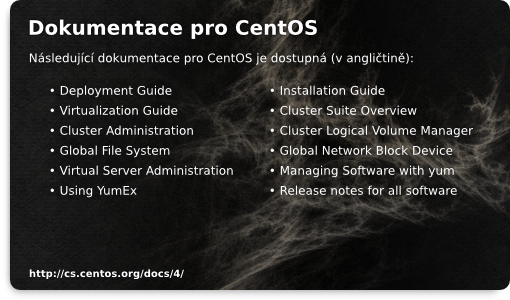 Dokumentace pro CentOS
Následující dokumentace pro CentOS je dostupná (v angličtině):
• Deployment Guide
• Virtualization Guide
• Cluster Administration
• Global File System
• Virtual Server Administration
• Using YumEx
• Installation Guide
• Cluster Suite Overview
• Cluster Logical Volume Manager
• Global Network Block Device
• Managing Software with yum
• Release notes for all software
http://cs.centos.org/docs/4/